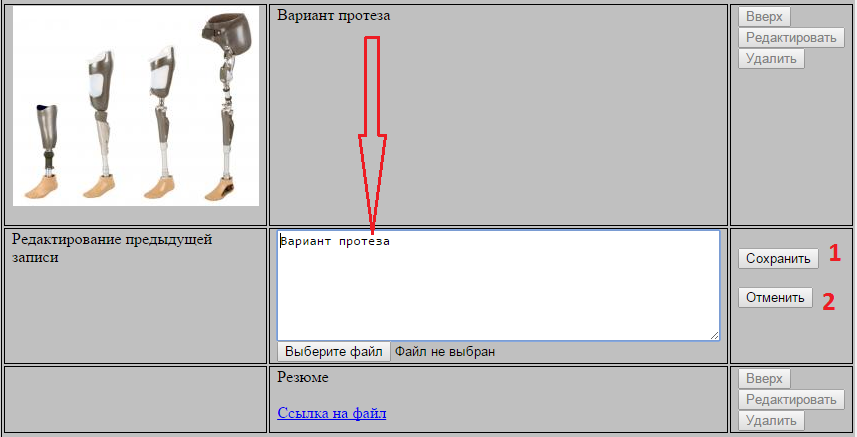 Вариант протеза
Вверх
Редактировать
Удалить
Редактирование предыдущей
записи
Вариант протеза
Выберите файл Файл не выбран
Сохранить 1
Отменить 2
Резюме
Ссылка на файл
Вверх
Редактировать
Удалить